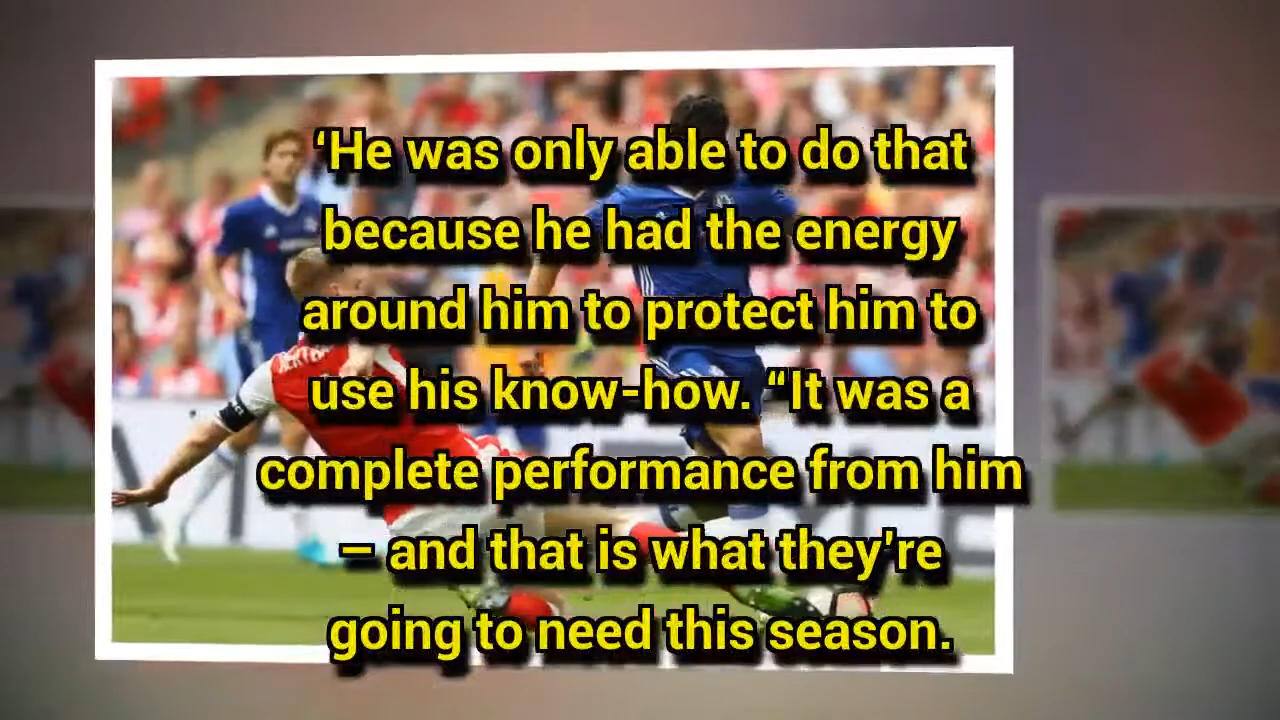 ‘He was only able to do that
because he had the energy
around him to protect him to
use his know-how. “It was a
complete performance from him
– and that is what they’re
going to need this season.